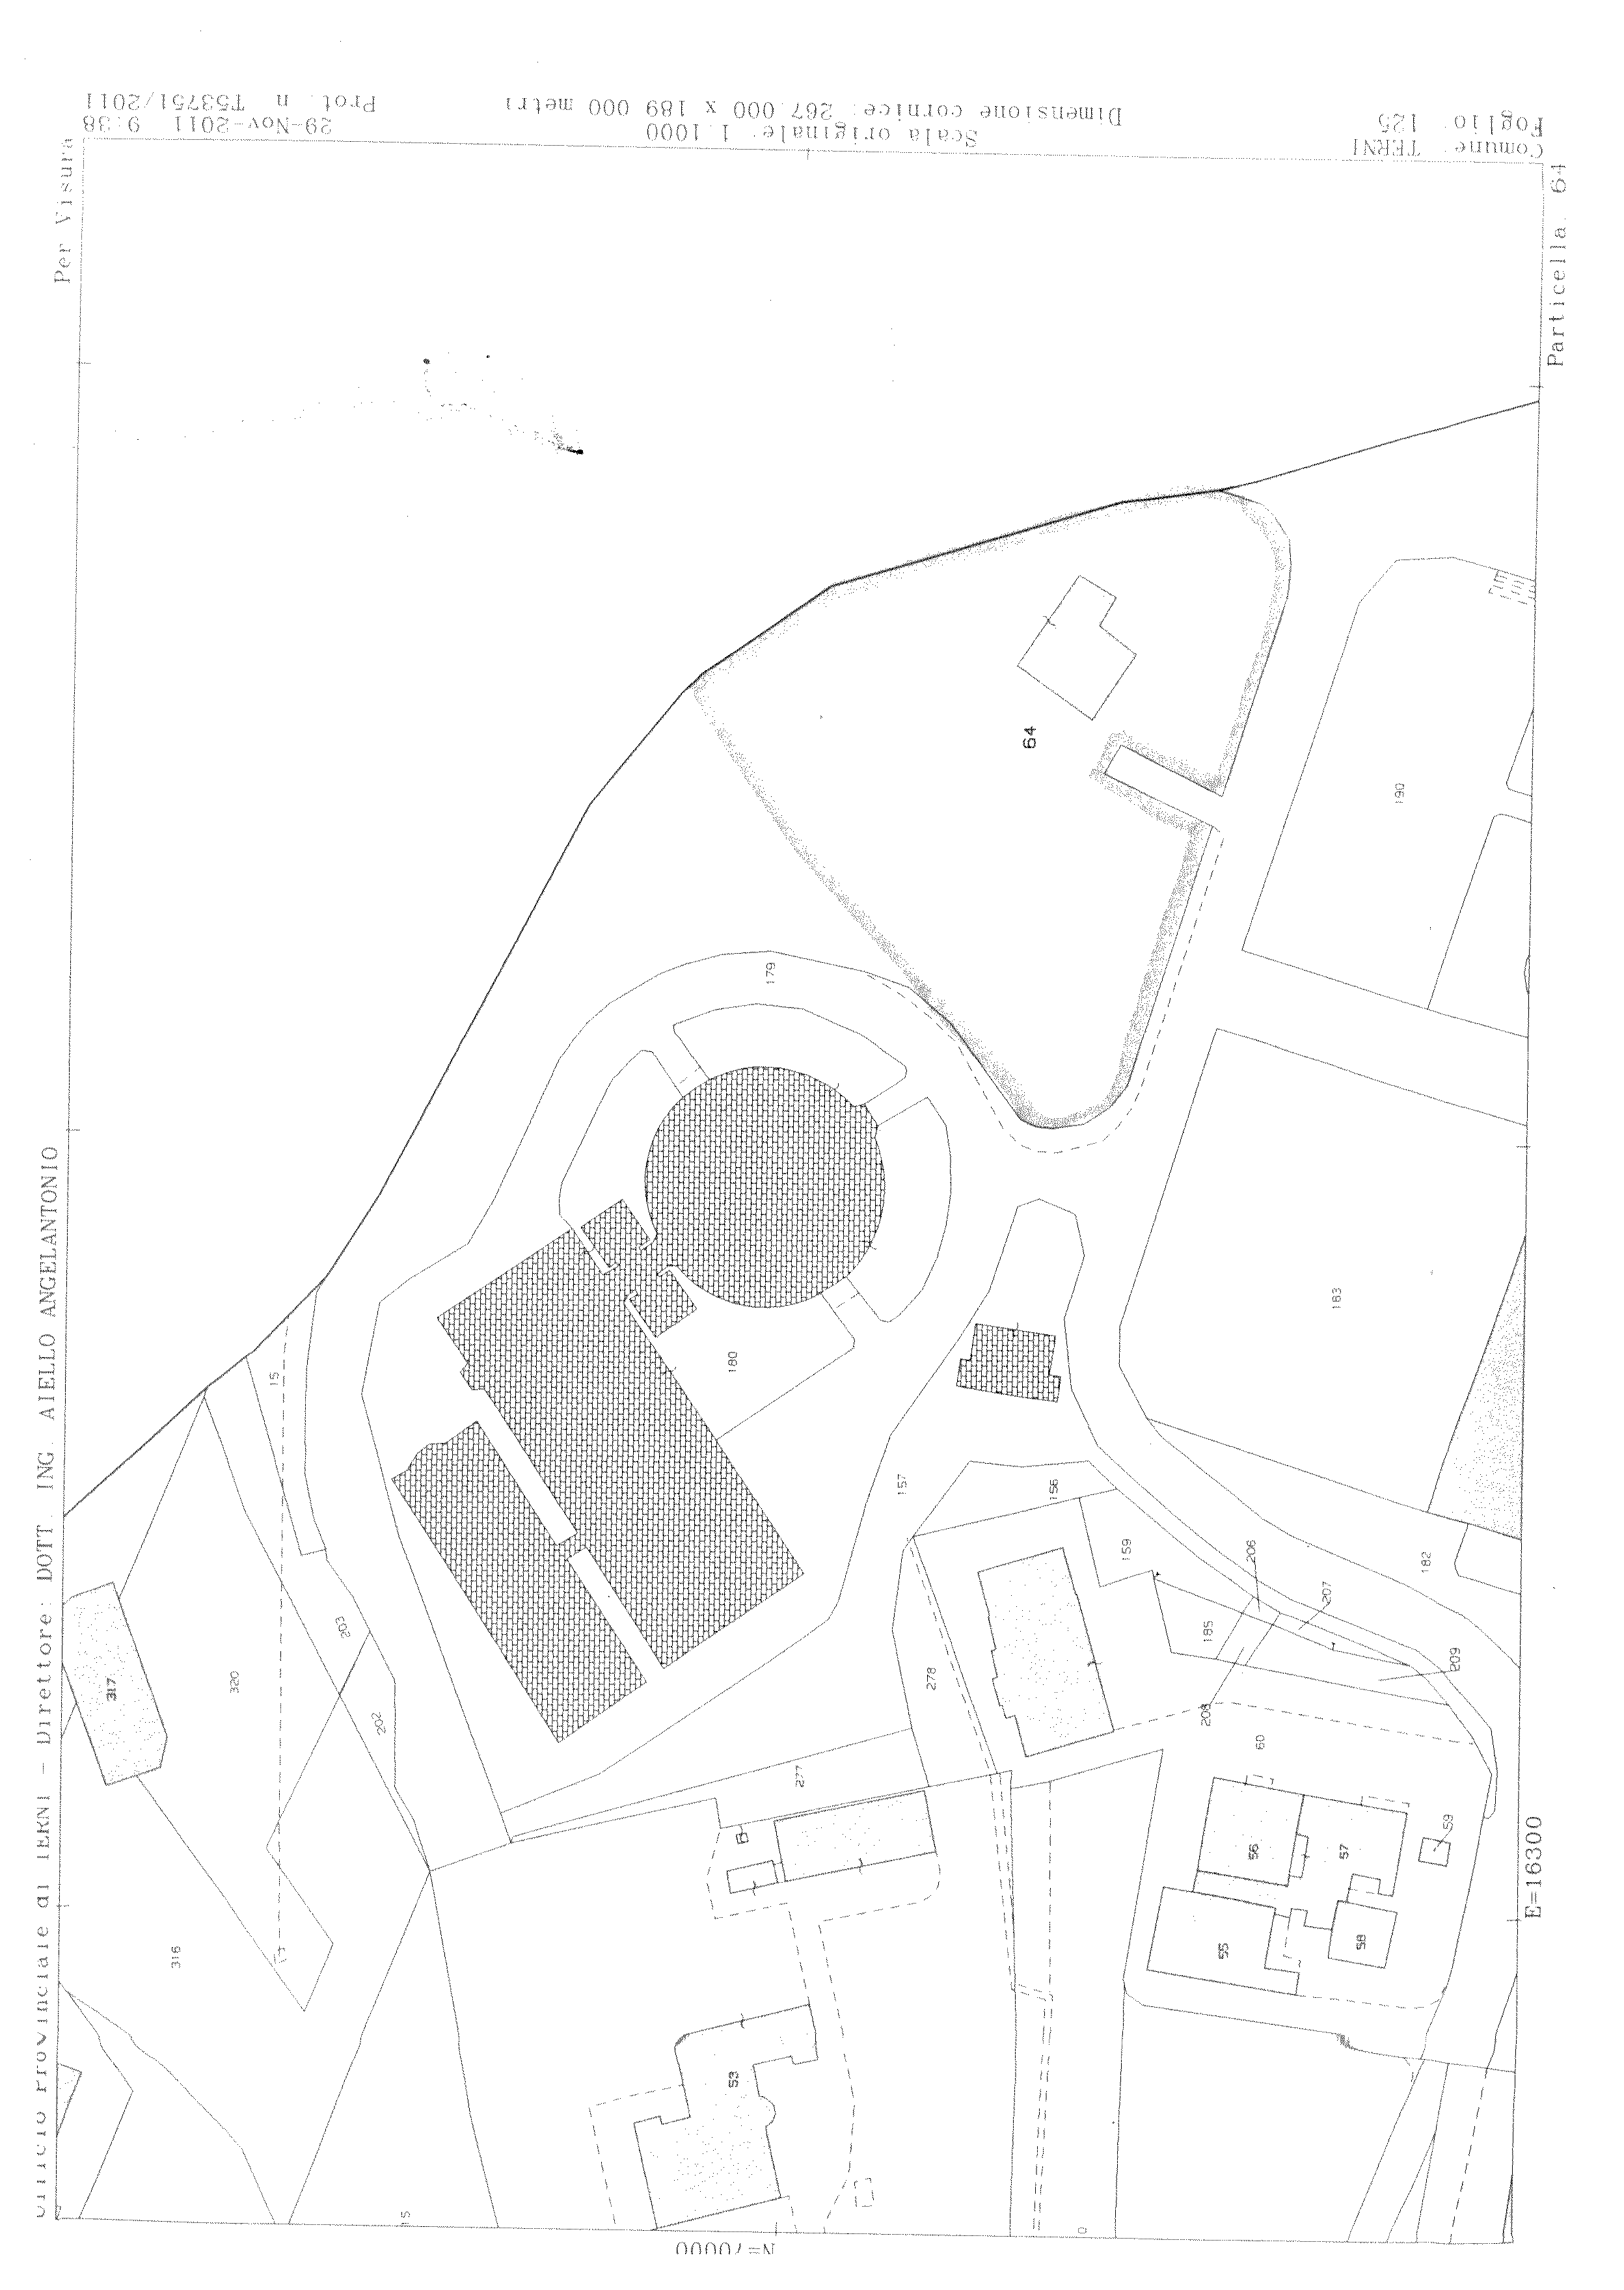 Comune: TERNI
Foglio: 125
Scala originale: 1:1000
Dimensione cornice: 267.000 x 189.000 metri
29-Nov-2011 9:38
Prot. n. T53751/2011
Per Visura
Particella: 64
Ufficio Provinciale di TERNI - Direttore: DOTT. ING. AIELLO ANGELANTONIO
N=70000
E=16300
64
190
179
180
183
15
157
156
159
206
207
182
185
209
208
203
202
317
320
316
278
277
60
56
57
59
55
58
53